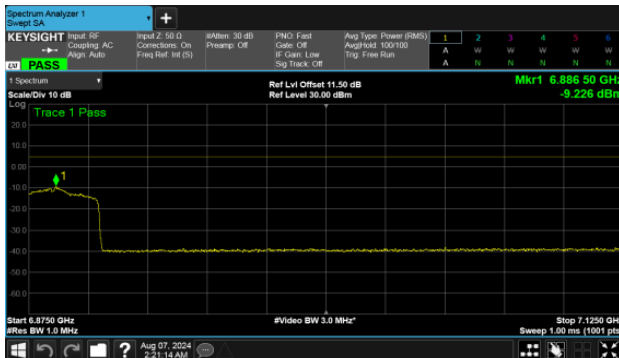 Spectrum Analyzer 1
Swept SA
+
KEYSIGHT
Input: RF
Coupling: AC
Align: Auto
Input Z: 50 Ω
Corrections: On
Freq Ref: Int (S)
#Atten: 30 dB
Preamp: Off
PNO: Fast
Gate: Off
IF Gain: Low
Sig Track: Off
Avg Type: Power (RMS)
Avg|Hold: 100/100
Trig: Free Run
1 2 3 4 5 6
A W W W W W
A N N N N N
LXI PASS
1 Spectrum
Scale/Div 10 dB
Ref Lvl Offset 11.50 dB
Ref Level 30.00 dBm
Mkr1 6.886 50 GHz
-9.226 dBm
Log
Trace 1 Pass
20.0
10.0
0.00
1
-10.0
-20.0
-30.0
-40.0
-50.0
-60.0
Start 6.8750 GHz
#Res BW 1.0 MHz
#Video BW 3.0 MHz*
Stop 7.1250 GHz
Sweep 1.00 ms (1001 pts)
?
Aug 07, 2024
2:21:14 AM